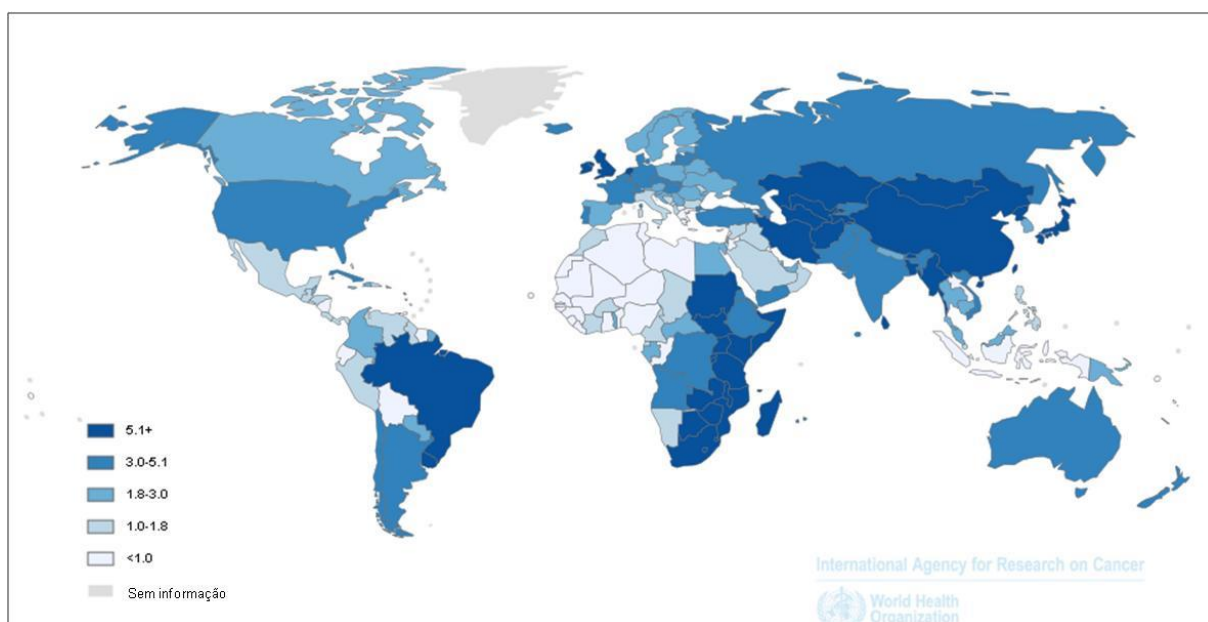 5.1+
3.0-5.1
1.8-3.0
1.0-1.8
<1.0
Sem informação
International Agency for Research on Cancer
World Health
Organization